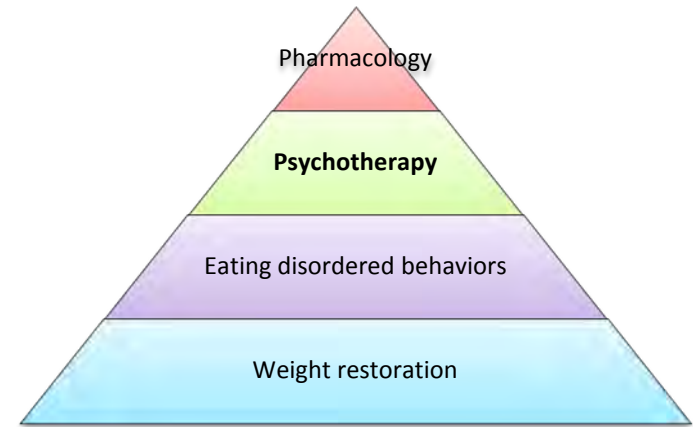 Pharmacology
Psychotherapy
Eating disordered behaviors
Weight restoration